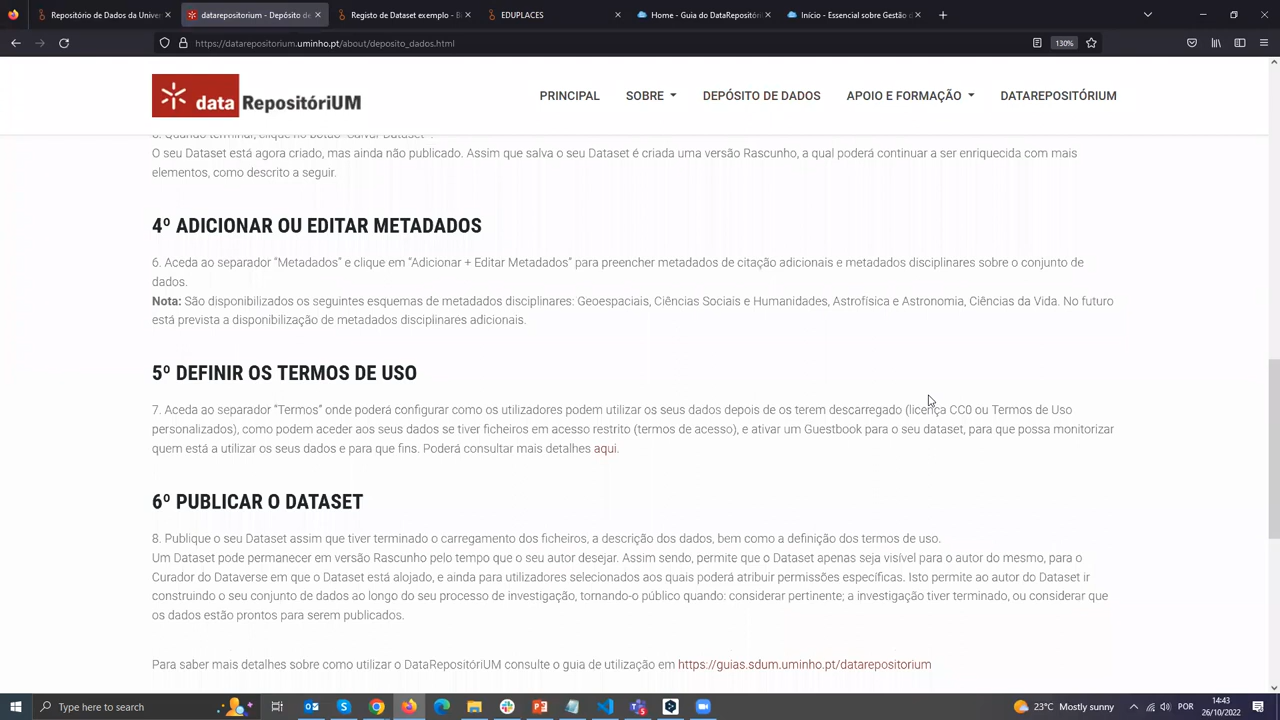 Repositório de Dados da Univer
datarepositorium - Depósito de
Registo de Dataset exemplo - B
EDUPLACES
Home - Guia do DataRepositóri
Início - Essencial sobre Gestão
https://datarepositorium.uminho.pt/about/deposito_dados.html
130%
data RepositóriUM
PRINCIPAL
SOBRE
DEPÓSITO DE DADOS
APOIO E FORMAÇÃO
DATAREPOSITÓRIUM
Quando terminar, clique no botão "Salvar Dataset".
O seu Dataset está agora criado, mas ainda não publicado. Assim que salva o seu Dataset é criada uma versão Rascunho, a qual poderá continuar a ser enriquecida com mais
elementos, como descrito a seguir.
4º ADICIONAR OU EDITAR METADADOS
6. Aceda ao separador "Metadados" e clique em "Adicionar + Editar Metadados" para preencher metadados de citação adicionais e metadados disciplinares sobre o conjunto de
dados.
Nota: São disponibilizados os seguintes esquemas de metadados disciplinares: Geoespaciais, Ciências Sociais e Humanidades, Astrofísica e Astronomia, Ciências da Vida. No futuro
está prevista a disponibilização de metadados disciplinares adicionais.
5º DEFINIR OS TERMOS DE USO
7. Aceda ao separador "Termos" onde poderá configurar como os utilizadores podem utilizar os seus dados depois de os terem descarregado (licença CC0 ou Termos de Uso
personalizados), como podem aceder aos seus dados se tiver ficheiros em acesso restrito (termos de acesso), e ativar um Guestbook para o seu dataset, para que possa monitorizar
quem está a utilizar os seus dados e para que fins. Poderá consultar mais detalhes aqui.
6º PUBLICAR O DATASET
8. Publique o seu Dataset assim que tiver terminado o carregamento dos ficheiros, a descrição dos dados, bem como a definição dos termos de uso.
Um Dataset pode permanecer em versão Rascunho pelo tempo que o seu autor desejar. Assim sendo, permite que o Dataset apenas seja visível para o autor do mesmo, para o
Curador do Dataverse em que o Dataset está alojado, e ainda para utilizadores selecionados aos quais poderá atribuir permissões específicas. Isto permite ao autor do Dataset ir
construindo o seu conjunto de dados ao longo do seu processo de investigação, tornando-o público quando: considerar pertinente; a investigação tiver terminado, ou considerar que
os dados estão prontos para serem publicados.
Para saber mais detalhes sobre como utilizar o DataRepositóriUM consulte o guia de utilização em https://guias.sdum.uminho.pt/datarepositorium
Type here to search
23°C Mostly sunny
POR
14:43
26/10/2022